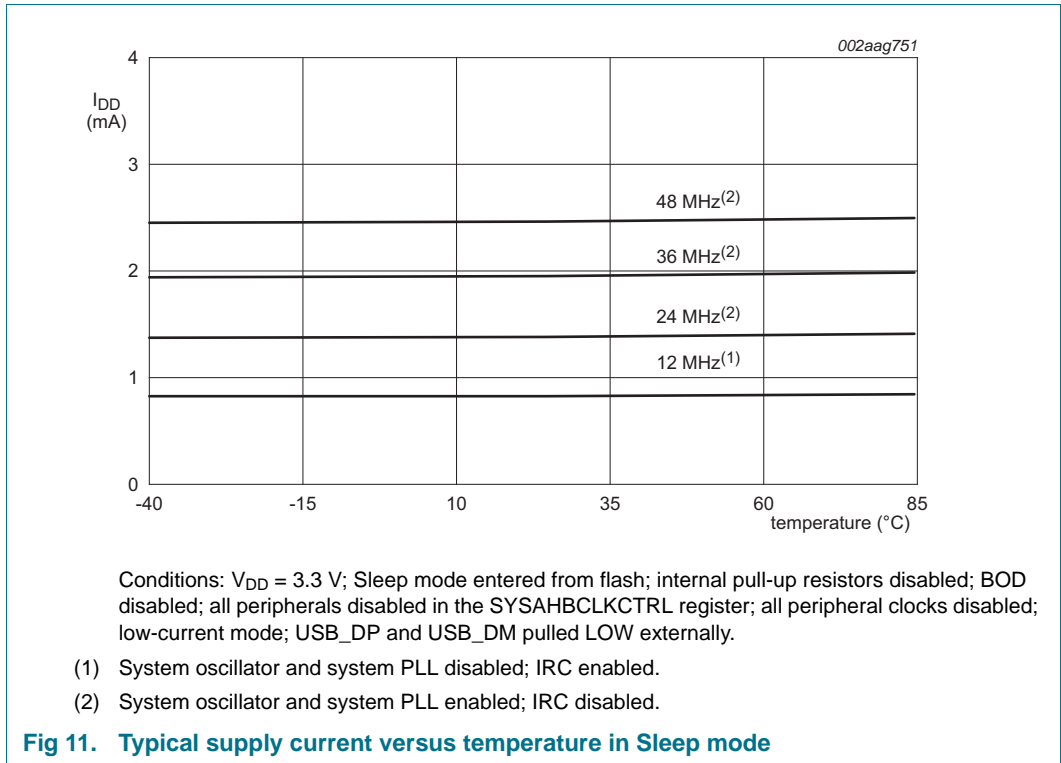 002aag751
4
I_DD
(mA)
3
48 MHz(2)
36 MHz(2)
2
24 MHz(2)
12 MHz(1)
1
0
-40 -15 10 35 60 85
temperature (°C)
Conditions: V_DD = 3.3 V; Sleep mode entered from flash; internal pull-up resistors disabled; BOD
disabled; all peripherals disabled in the SYSAHBCLKCTRL register; all peripheral clocks disabled;
low-current mode; USB_DP and USB_DM pulled LOW externally.
(1) System oscillator and system PLL disabled; IRC enabled.
(2) System oscillator and system PLL enabled; IRC disabled.
Fig 11. Typical supply current versus temperature in Sleep mode